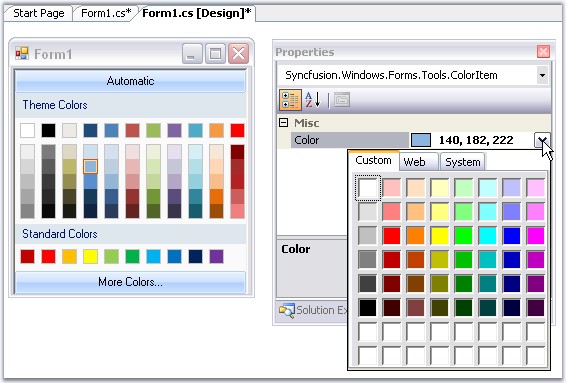 Start Page
Form1.cs*
Form1.cs [Design]*
Form1
Automatic
Theme Colors
Standard Colors
More Colors...
Properties
Syncfusion.Windows.Forms.Tools.ColorItem
A
Z
Misc
Color
140, 182, 222
Custom
Web
System
Color
Solution Ex